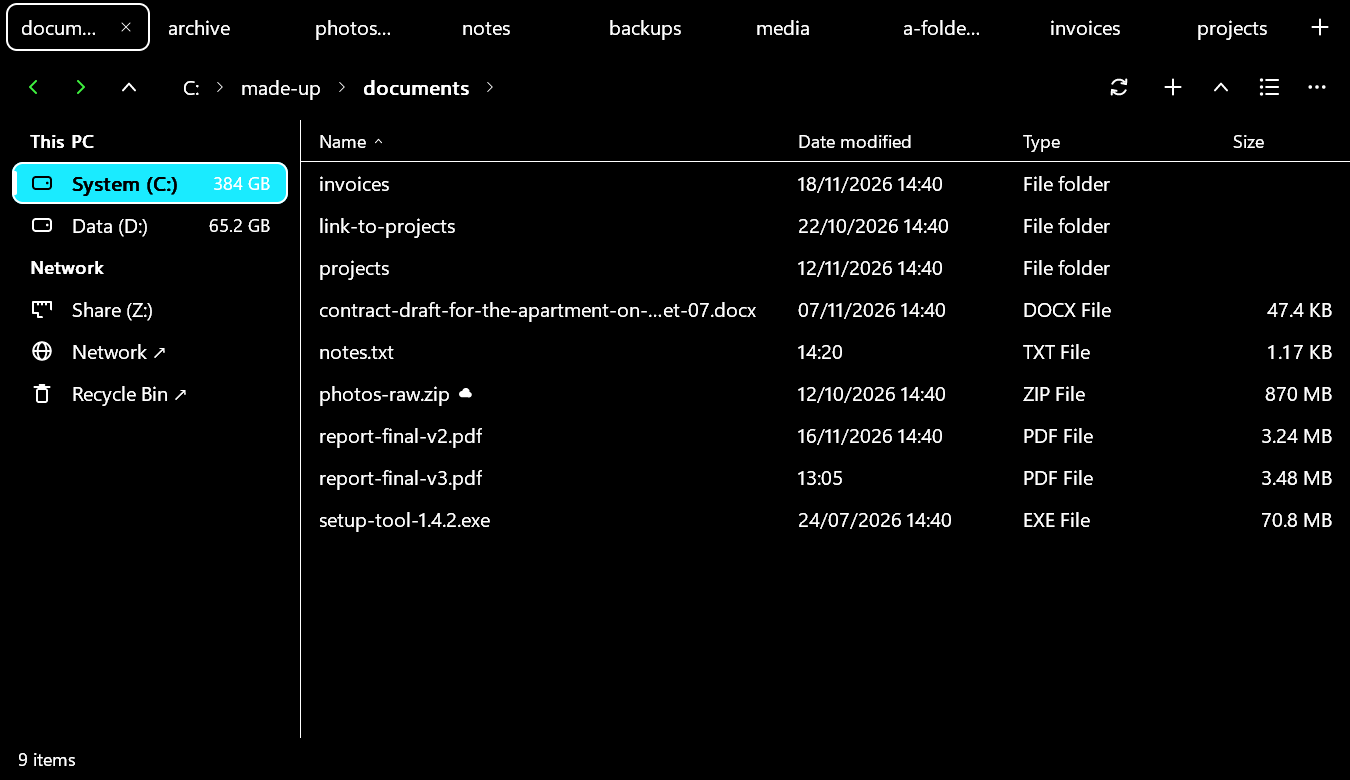 docum... archive photos... notes backups media a-folde... invoices projects
C: made-up documents
This PC
System (C:) 384 GB
Data (D:) 65.2 GB
Network
Share (Z:)
Network
Recycle Bin
Name Date modified Type Size
invoices 18/11/2026 14:40 File folder
link-to-projects 22/10/2026 14:40 File folder
projects 12/11/2026 14:40 File folder
contract-draft-for-the-apartment-on-...et-07.docx 07/11/2026 14:40 DOCX File 47.4 KB
notes.txt 14:20 TXT File 1.17 KB
photos-raw.zip 12/10/2026 14:40 ZIP File 870 MB
report-final-v2.pdf 16/11/2026 14:40 PDF File 3.24 MB
report-final-v3.pdf 13:05 PDF File 3.48 MB
setup-tool-1.4.2.exe 24/07/2026 14:40 EXE File 70.8 MB
9 items